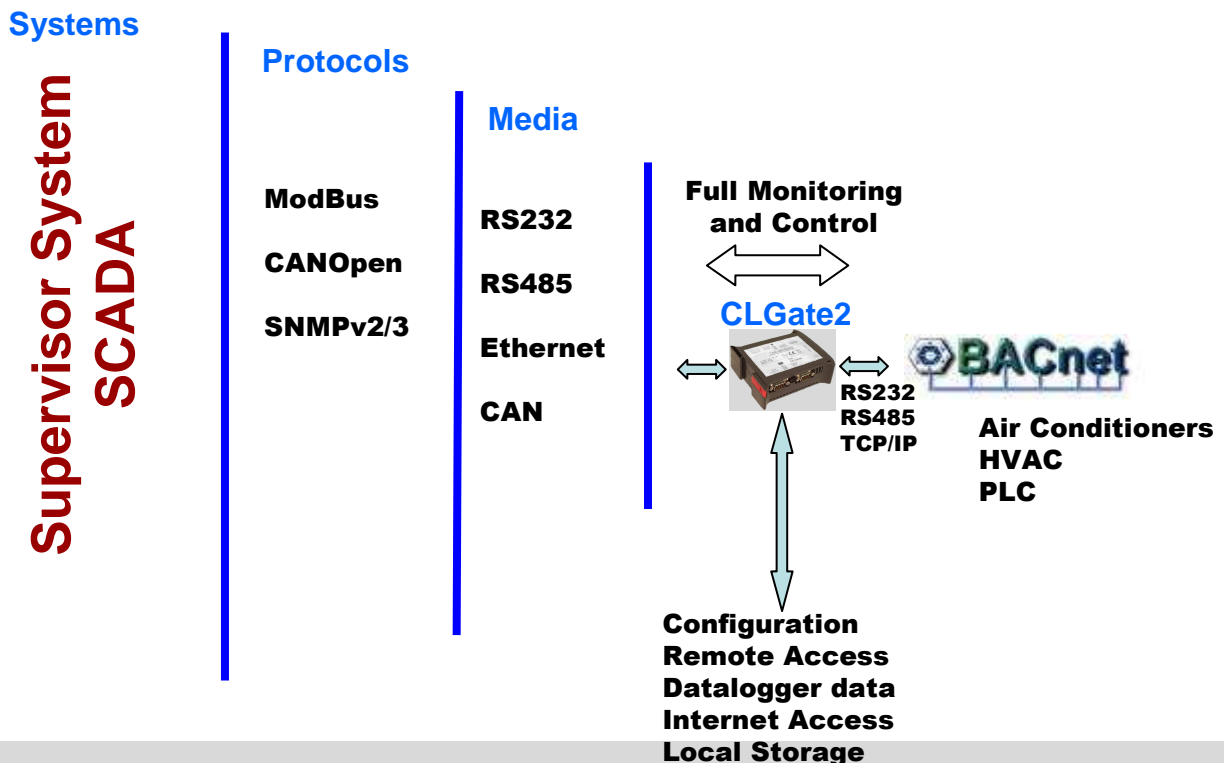 Systems
Supervisor System
SCADA
Protocols
ModBus
CANOpen
SNMPv2/3
Media
RS232
RS485
Ethernet
CAN
Full Monitoring
and Control
CLGate2
RS232
RS485
TCP/IP
BACnet
Air Conditioners
HVAC
PLC
Configuration
Remote Access
Datalogger data
Internet Access
Local Storage